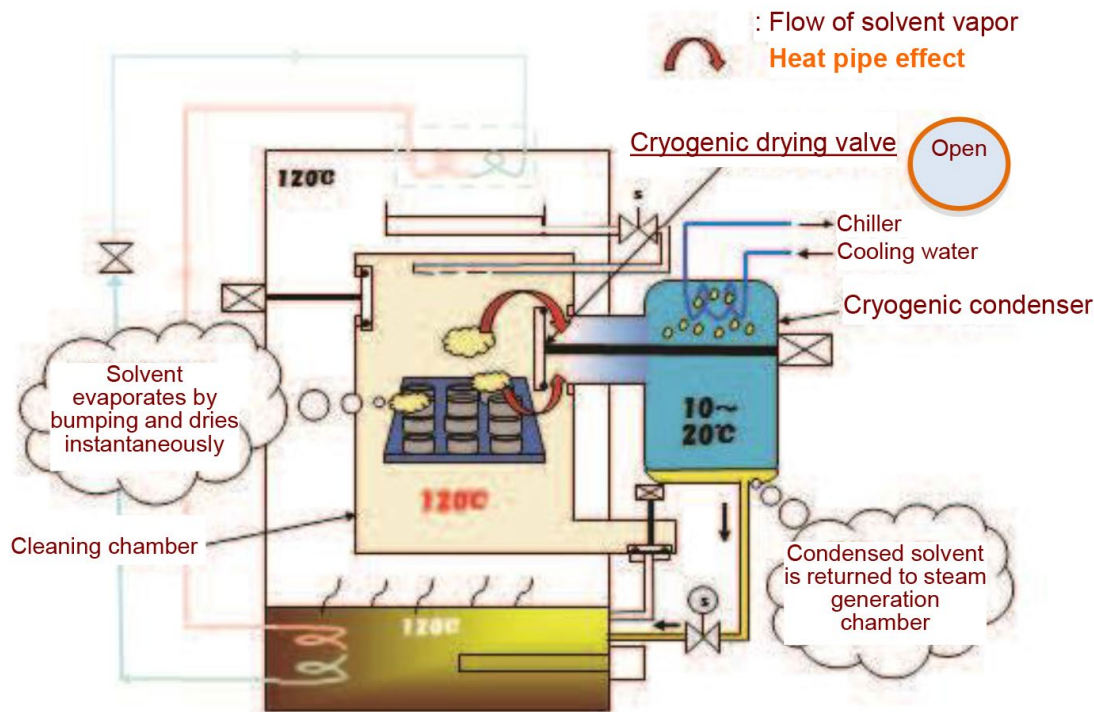 : Flow of solvent vapor
Heat pipe effect
Cryogenic drying valve
Open
120℃
s
Chiller
Cooling water
Cryogenic condenser
Solvent
evaporates by
bumping and dries
instantaneously
10～
20℃
120℃
Cleaning chamber
Condensed solvent
is returned to steam
generation
chamber
120℃
s